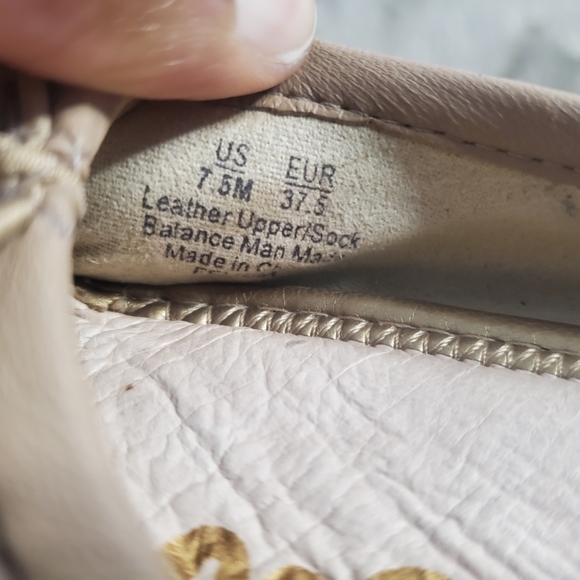 US EUR
7.5M 37.5
Leather Upper/Sock
Balance Man
Made in